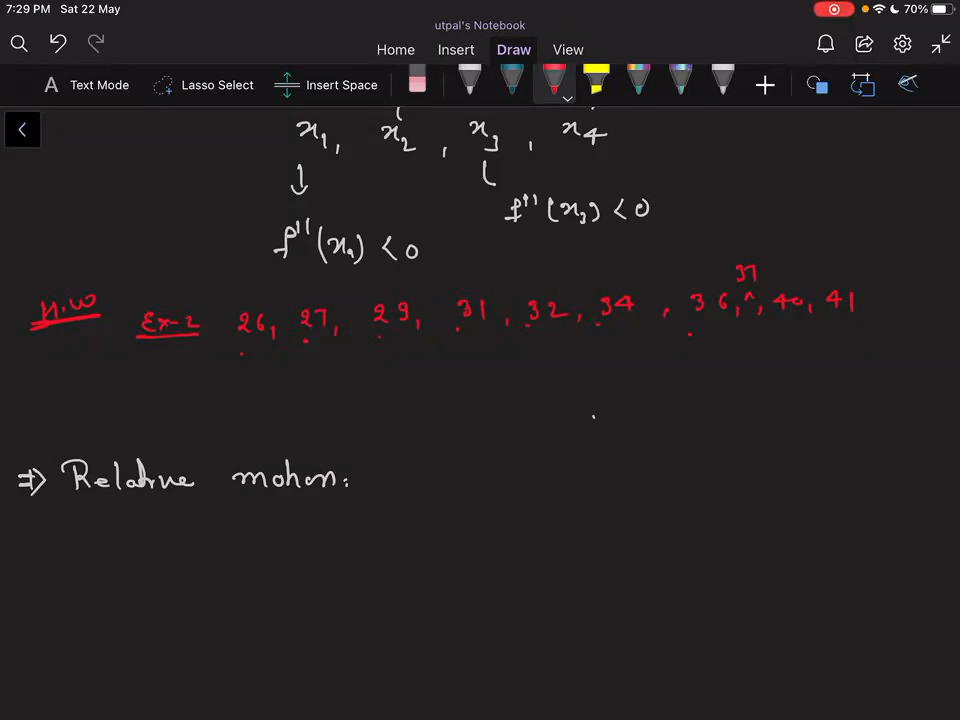 7:29 PM Sat 22 May
70%
utpal's Notebook
Home Insert Draw View
A Text Mode Lasso Select Insert Space
x₁, x₂, x₃, x₄
f''(x₃) < 0
f''(x₁) < 0
37
H.W Ex-2 26, 27, 29, 31, 32, 34, 36, ^, 40, 41
⇒ Relative motion: